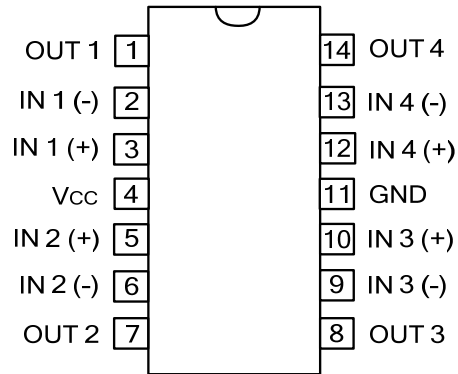 OUT 1 1 14 OUT 4
IN 1 (-) 2 13 IN 4 (-)
IN 1 (+) 3 12 IN 4 (+)
Vcc 4 11 GND
IN 2 (+) 5 10 IN 3 (+)
IN 2 (-) 6 9 IN 3 (-)
OUT 2 7 8 OUT 3